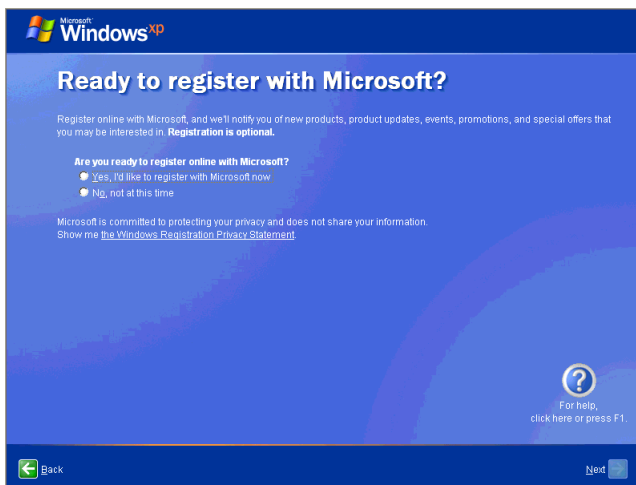 Microsoft
Windows xp
Ready to register with Microsoft?
Register online with Microsoft, and we'll notify you of new products, product updates, events, promotions, and special offers that
you may be interested in. Registration is optional.
Are you ready to register online with Microsoft?
Yes, I'd like to register with Microsoft now
No, not at this time
Microsoft is committed to protecting your privacy and does not share your information.
Show me the Windows Registration Privacy Statement.
?
For help,
click here or press F1.
Back
Next